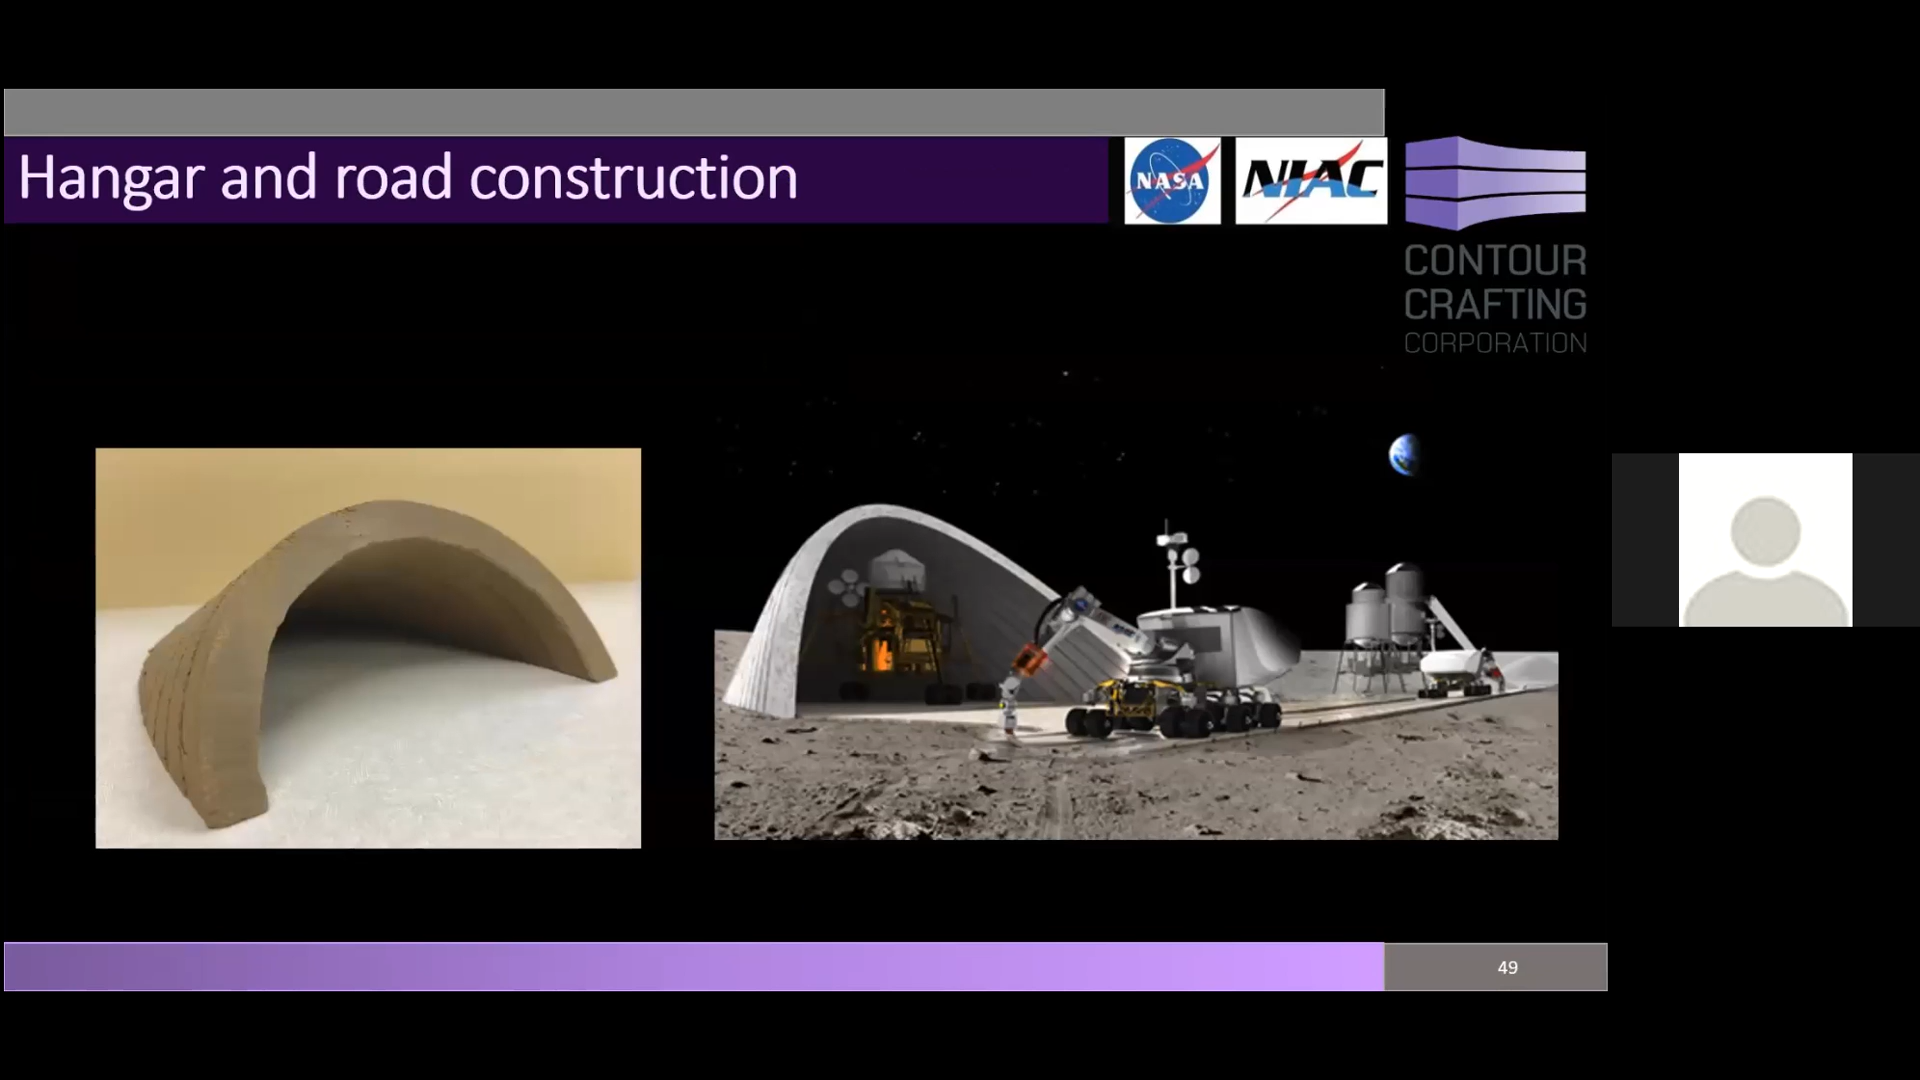 Hangar and road construction
NASA
NIAC
CONTOUR
CRAFTING
CORPORATION
49